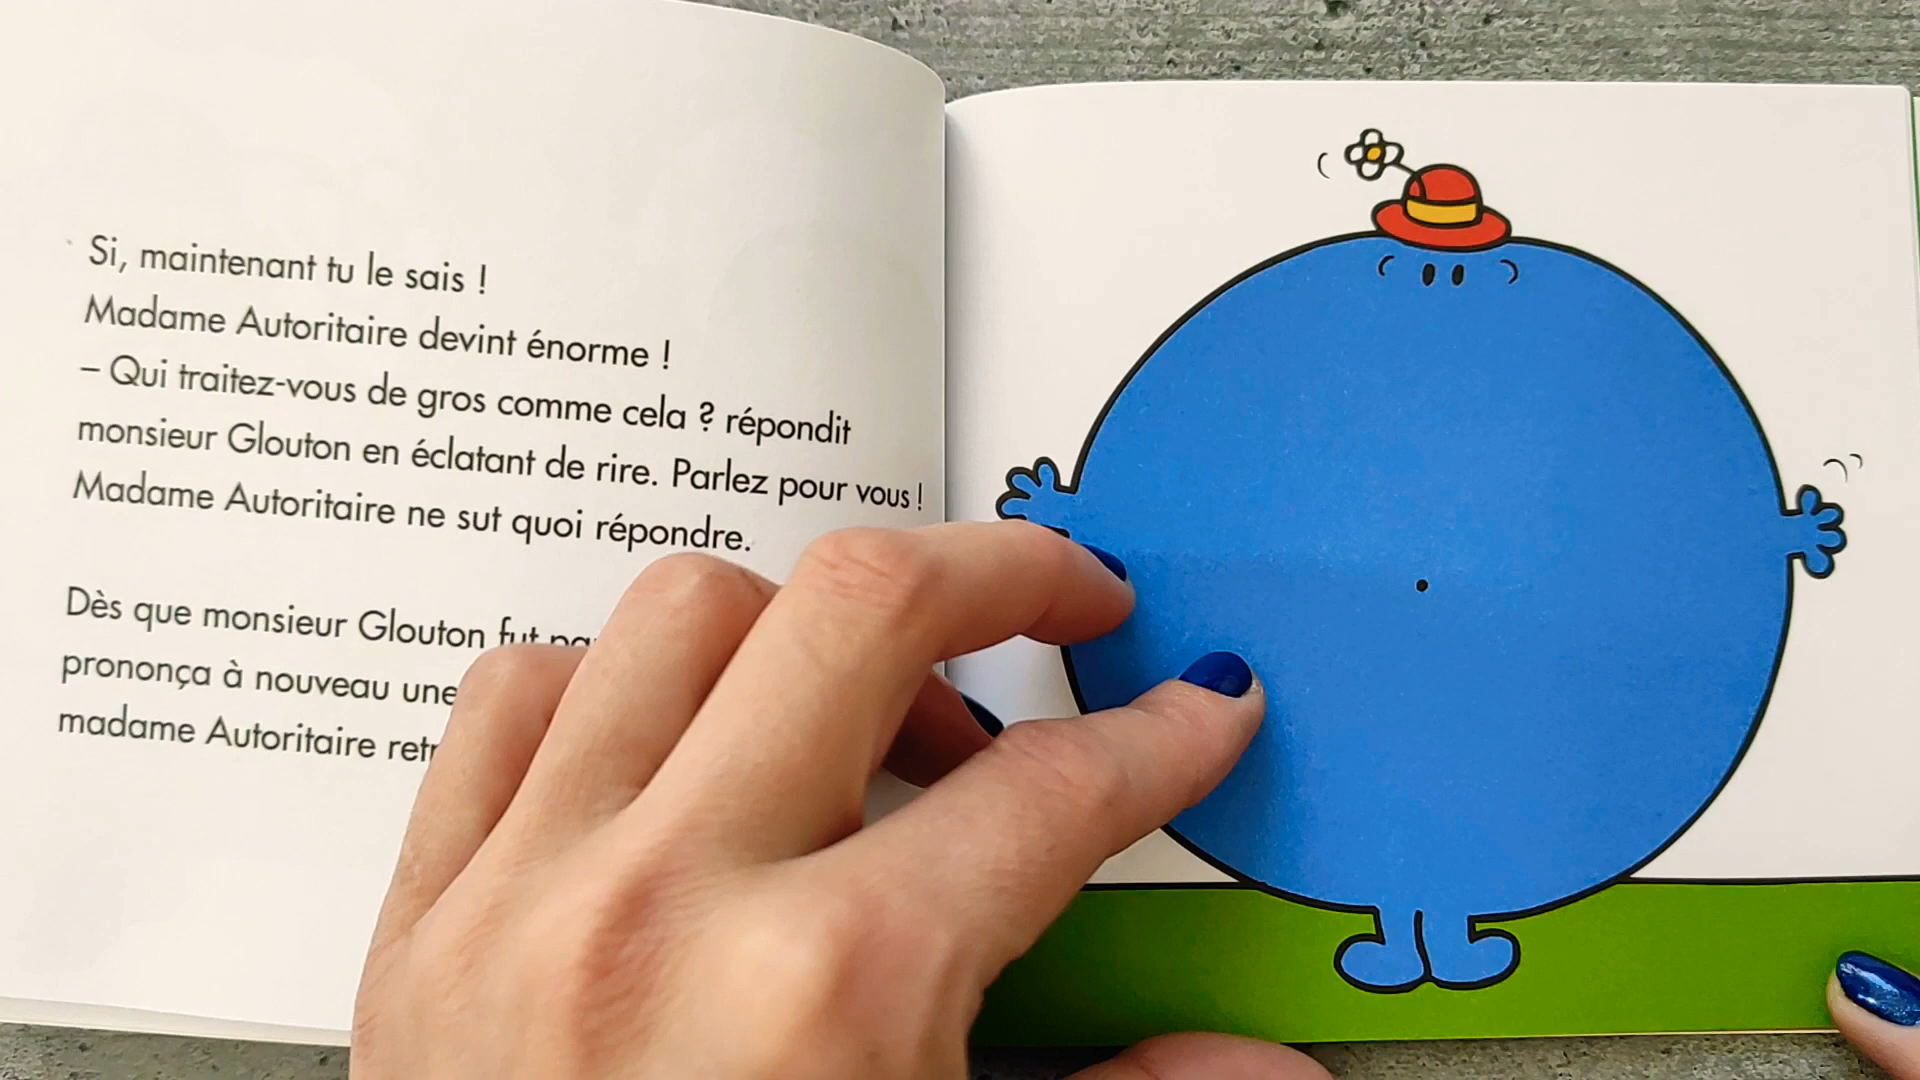 Si, maintenant tu le sais !
Madame Autoritaire devint énorme !
– Qui traitez-vous de gros comme cela ? répondit
monsieur Glouton en éclatant de rire. Parlez pour vous !
Madame Autoritaire ne sut quoi répondre.
Dès que monsieur Glouton fut
prononça à nouveau une
madame Autoritaire